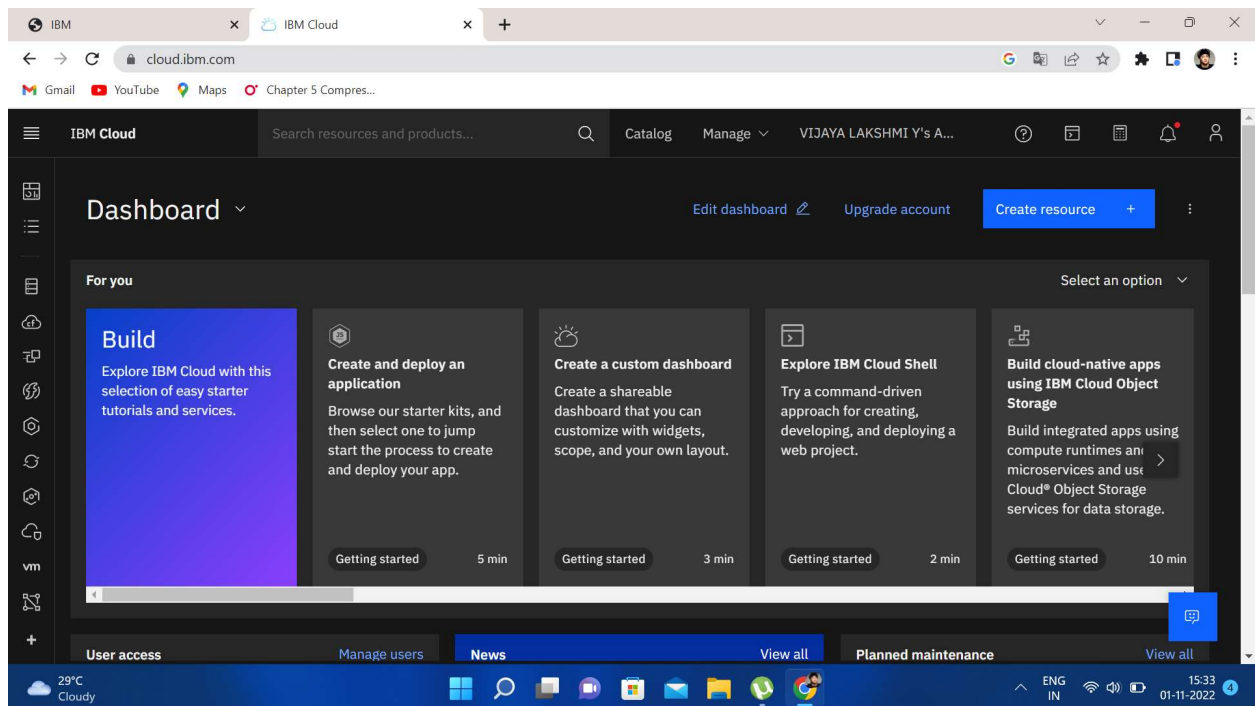 IBM
IBM Cloud
cloud.ibm.com
Gmail
YouTube
Maps
Chapter 5 Compres...
IBM Cloud
Search resources and products...
Catalog
Manage
VIJAYA LAKSHMI Y's A...
Dashboard
Edit dashboard
Upgrade account
Create resource +
For you
Select an option
Build
Explore IBM Cloud with this
selection of easy starter
tutorials and services.
Create and deploy an
application
Browse our starter kits, and
then select one to jump
start the process to create
and deploy your app.
Getting started
5 min
Create a custom dashboard
Create a shareable
dashboard that you can
customize with widgets,
scope, and your own layout.
Getting started
3 min
Explore IBM Cloud Shell
Try a command-driven
approach for creating,
developing, and deploying a
web project.
Getting started
2 min
Build cloud-native apps
using IBM Cloud Object
Storage
Build integrated apps using
compute runtimes an
microservices and us
Cloud® Object Storage
services for data storage.
Getting started
10 min
vm
User access
Manage users
News
View all
Planned maintenance
View all
29°C
Cloudy
ENG
IN
15:33
01-11-2022
4